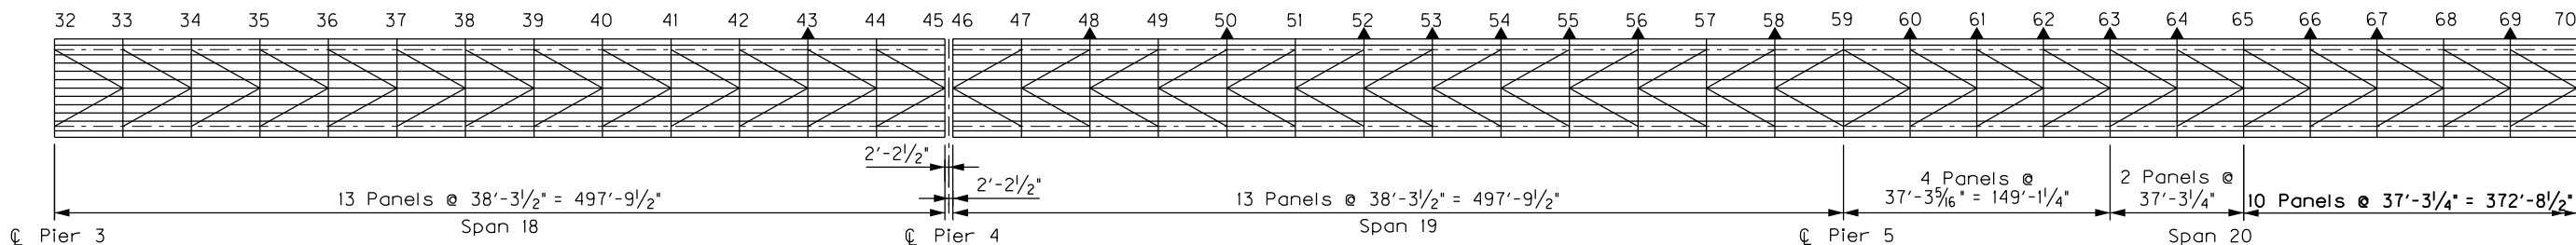 32 33 34 35 36 37 38 39 40 41 42 43 44 45 46 47 48 49 50 51 52 53 54 55 56 57 58 59 60 61 62 63 64 65 66 67 68 69 70
2'-2½"
2'-2½"
13 Panels @ 38'-3½" = 497'-9½"
13 Panels @ 38'-3½" = 497'-9½"
4 Panels @
37'-3⁵⁄₁₆" = 149'-1¼"
2 Panels @
37'-3¼"
10 Panels @ 37'-3¼" = 372'-8½"
Span 18
Span 19
Span 20
℄ Pier 3
℄ Pier 4
℄ Pier 5